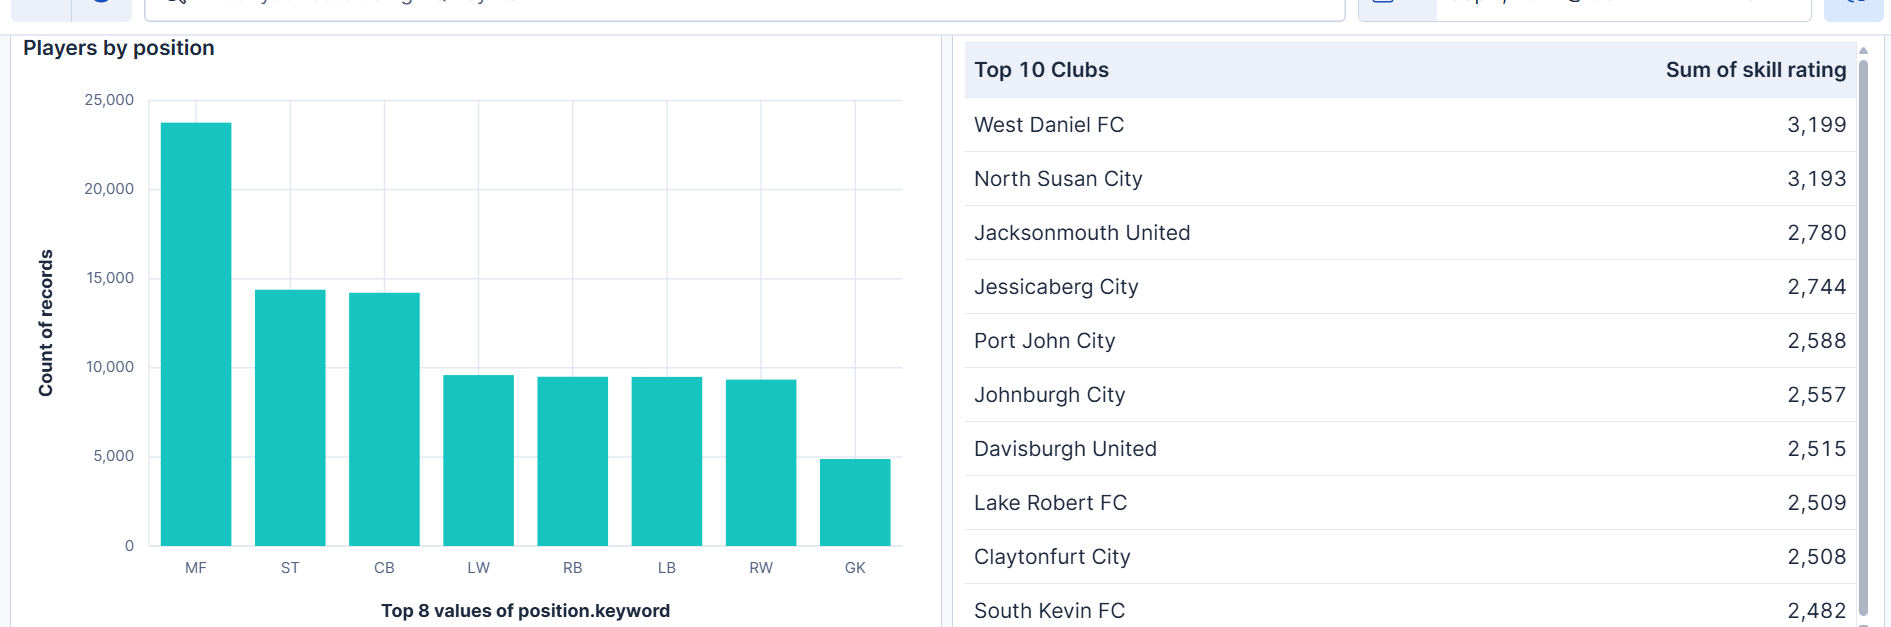 Players by position
25,000
20,000
15,000
10,000
5,000
0
Count of records
MF ST CB LW RB LB RW GK
Top 8 values of position.keyword
Top 10 Clubs Sum of skill rating
West Daniel FC 3,199
North Susan City 3,193
Jacksonmouth United 2,780
Jessicaberg City 2,744
Port John City 2,588
Johnburgh City 2,557
Davisburgh United 2,515
Lake Robert FC 2,509
Claytonfurt City 2,508
South Kevin FC 2,482